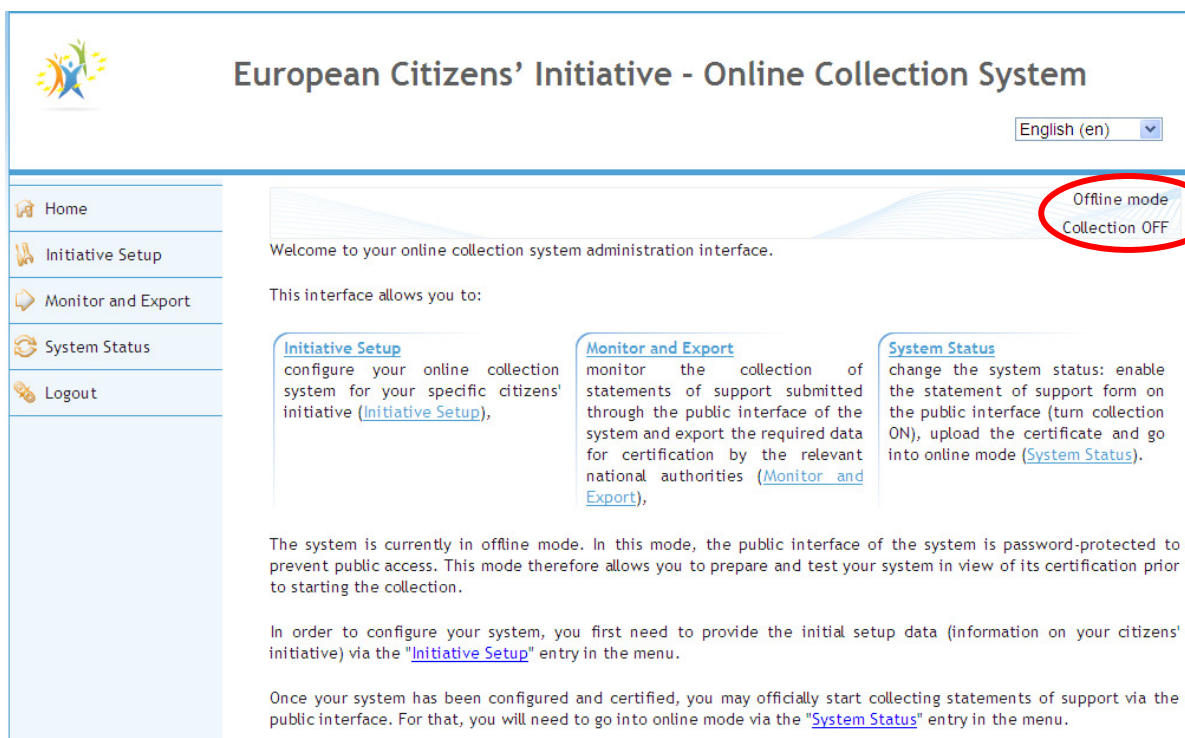 European Citizens' Initiative - Online Collection System
English (en)
Home
Initiative Setup
Monitor and Export
System Status
Logout
Offline mode
Collection OFF
Welcome to your online collection system administration interface.
This interface allows you to:
Initiative Setup
configure your online collection
system for your specific citizens'
initiative (Initiative Setup),
Monitor and Export
monitor the collection of
statements of support submitted
through the public interface of the
system and export the required data
for certification by the relevant
national authorities (Monitor and
Export),
System Status
change the system status: enable
the statement of support form on
the public interface (turn collection
ON), upload the certificate and go
into online mode (System Status).
The system is currently in offline mode. In this mode, the public interface of the system is password-protected to
prevent public access. This mode therefore allows you to prepare and test your system in view of its certification prior
to starting the collection.
In order to configure your system, you first need to provide the initial setup data (information on your citizens'
initiative) via the "Initiative Setup" entry in the menu.
Once your system has been configured and certified, you may officially start collecting statements of support via the
public interface. For that, you will need to go into online mode via the "System Status" entry in the menu.